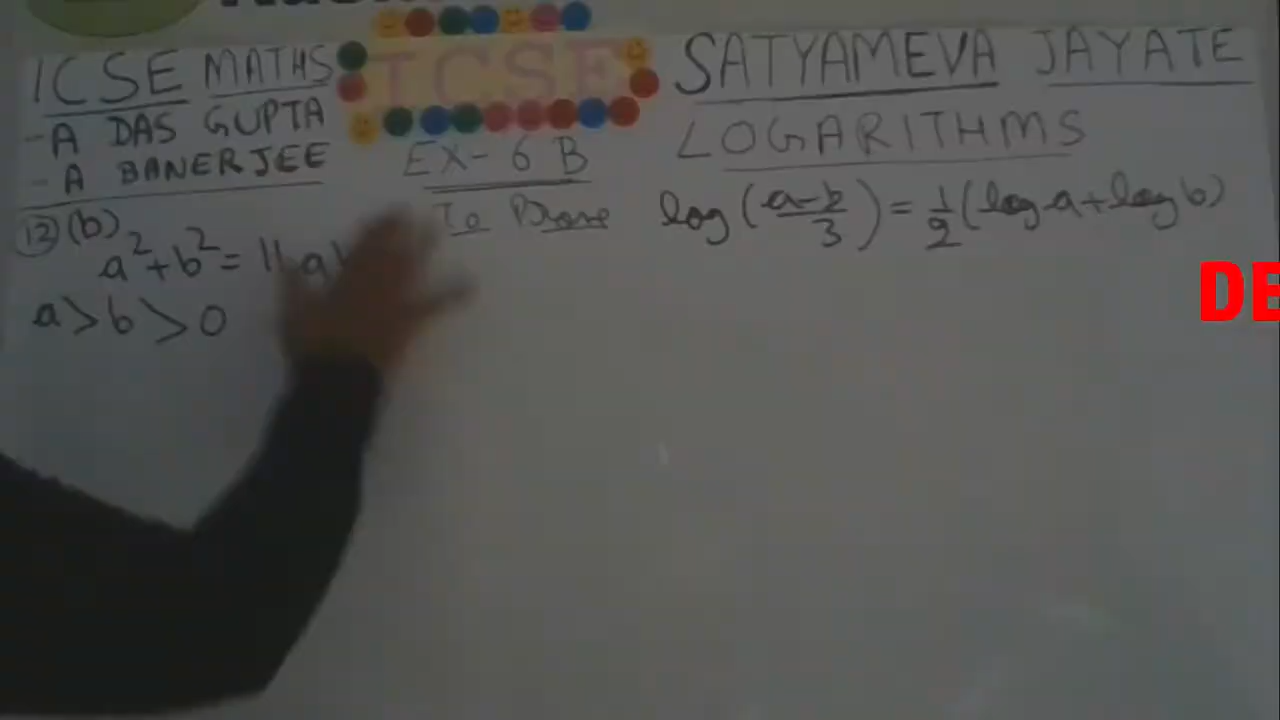 ICSE MATHS
- A DAS GUPTA
- A BANERJEE
ICSE
EX-6 B
SATYAMEVA JAYATE
LOGARITHMS
12 (b)
a² + b² = 11 a
a > b > 0
To Prove
log (a-b/3) = 1/2 (log a + log b)
DE